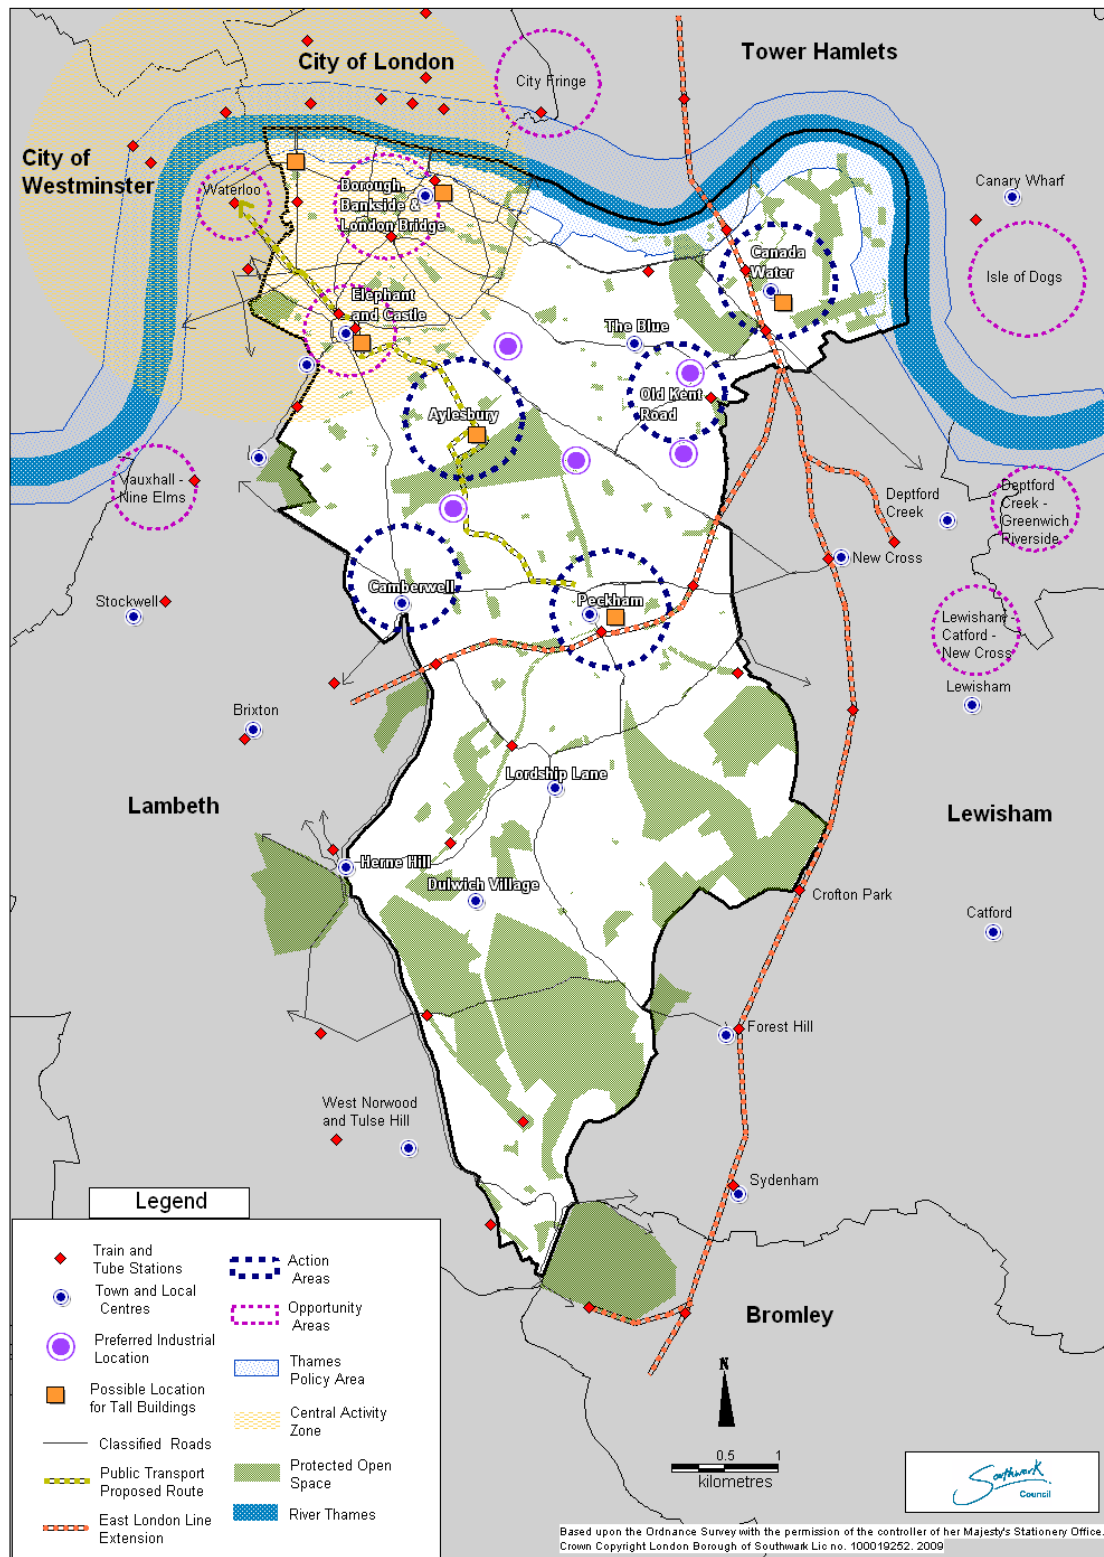 City of London
Tower Hamlets
City Fringe
City of
Westminster
Waterloo
Borough,
Bankside &
London Bridge
Canary Wharf
Canada
Water
Isle of Dogs
Elephant
and Castle
The Blue
Old Kent
Road
Aylesbury
Vauxhall -
Nine Elms
Deptford
Creek
Deptford
Creek -
Greenwich
Riverside
New Cross
Camberwell
Peckham
Stockwell
Lewisham -
Catford -
New Cross
Lewisham
Brixton
Lordship Lane
Lambeth
Lewisham
Herne Hill
Dulwich Village
Crofton Park
Catford
Forest Hill
West Norwood
and Tulse Hill
Sydenham
Bromley
Legend
Train and
Tube Stations
Town and Local
Centres
Preferred Industrial
Location
Possible Location
for Tall Buildings
Classified Roads
Public Transport
Proposed Route
East London Line
Extension
Action
Areas
Opportunity
Areas
Thames
Policy Area
Central Activity
Zone
Protected Open
Space
River Thames
N
0.5 1
kilometres
Southwark
Council
Based upon the Ordnance Survey with the permission of the controller of her Majesty's Stationery Office.
Crown Copyright London Borough of Southwark Lic no. 100019252. 2009